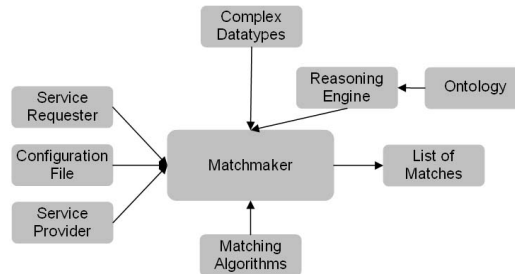 Complex
Datatypes
Reasoning
Engine
Ontology
Service
Requester
Configuration
File
Matchmaker
List of
Matches
Service
Provider
Matching
Algorithms